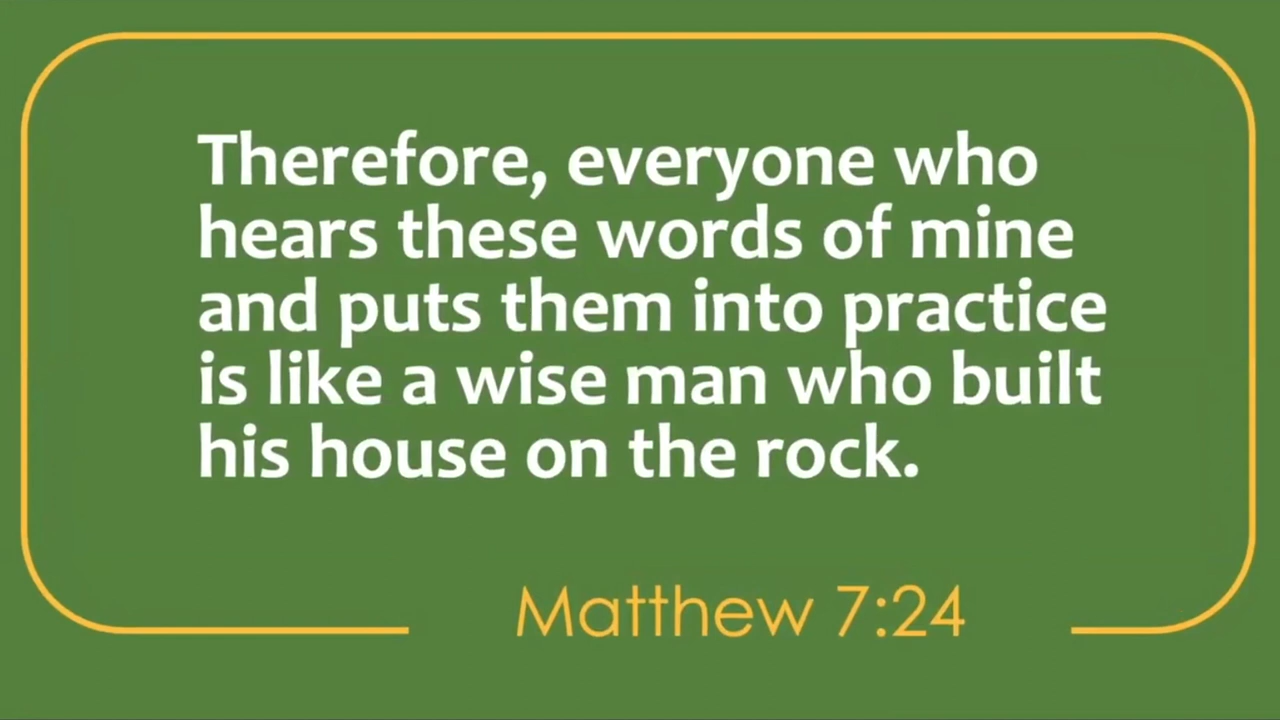 Therefore, everyone who
hears these words of mine
and puts them into practice
is like a wise man who built
his house on the rock.
Matthew 7:24